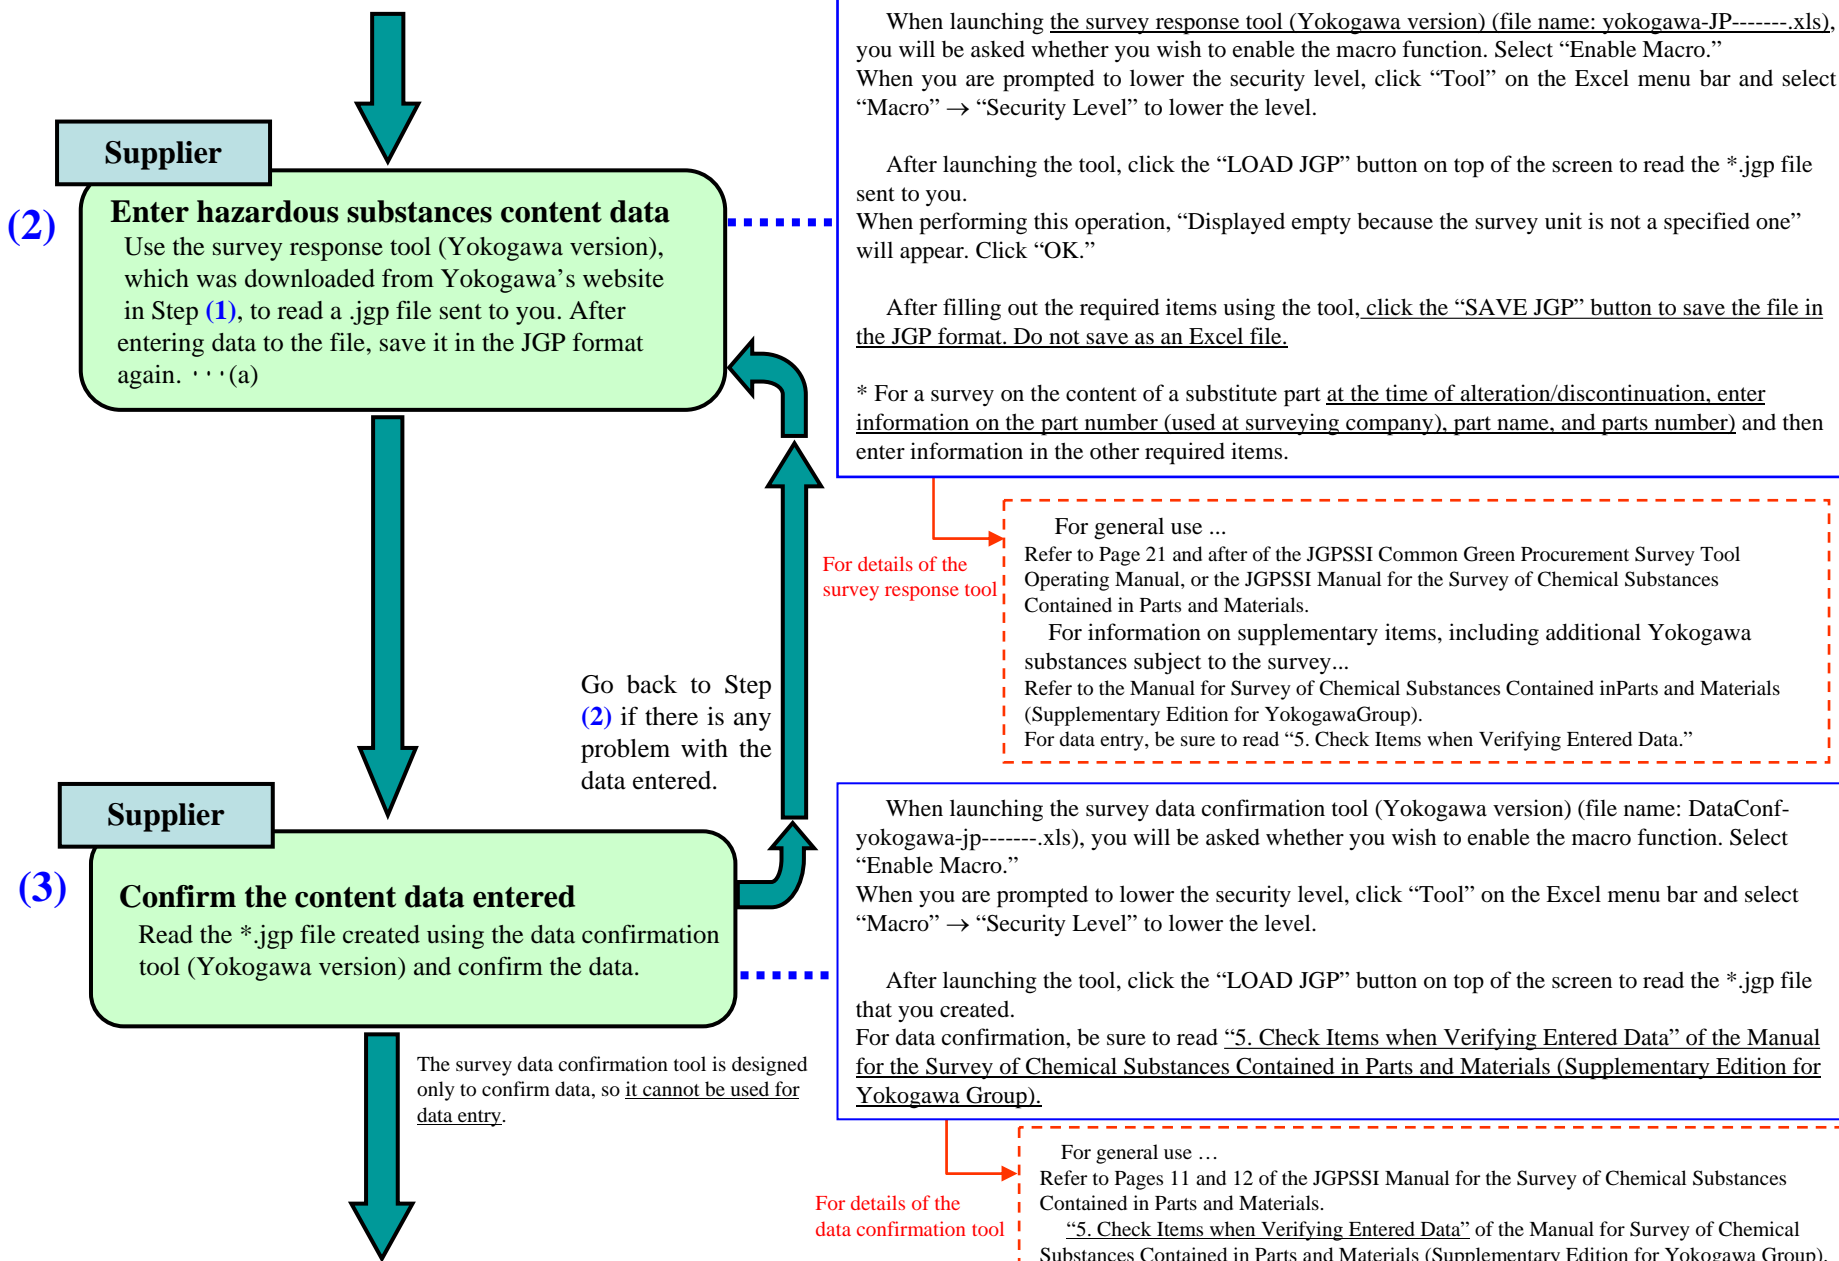 When launching the survey response tool (Yokogawa version) (file name: yokogawa-JP-------.xls),
you will be asked whether you wish to enable the macro function. Select “Enable Macro.”
When you are prompted to lower the security level, click “Tool” on the Excel menu bar and select
“Macro” → “Security Level” to lower the level.
After launching the tool, click the “LOAD JGP” button on top of the screen to read the *.jgp file
sent to you.
When performing this operation, “Displayed empty because the survey unit is not a specified one”
will appear. Click “OK.”
After filling out the required items using the tool, click the “SAVE JGP” button to save the file in
the JGP format. Do not save as an Excel file.
* For a survey on the content of a substitute part at the time of alteration/discontinuation, enter
information on the part number (used at surveying company), part name, and parts number) and then
enter information in the other required items.
Supplier
(2)
Enter hazardous substances content data
Use the survey response tool (Yokogawa version),
which was downloaded from Yokogawa’s website
in Step (1), to read a .jgp file sent to you. After
entering data to the file, save it in the JGP format
again. ･･･(a)
For details of the
survey response tool
For general use ...
Refer to Page 21 and after of the JGPSSI Common Green Procurement Survey Tool
Operating Manual, or the JGPSSI Manual for the Survey of Chemical Substances
Contained in Parts and Materials.
For information on supplementary items, including additional Yokogawa
substances subject to the survey...
Refer to the Manual for Survey of Chemical Substances Contained inParts and Materials
(Supplementary Edition for YokogawaGroup).
For data entry, be sure to read “5. Check Items when Verifying Entered Data.”
Go back to Step
(2) if there is any
problem with the
data entered.
Supplier
(3)
Confirm the content data entered
Read the *.jgp file created using the data confirmation
tool (Yokogawa version) and confirm the data.
When launching the survey data confirmation tool (Yokogawa version) (file name: DataConf-
yokogawa-jp-------.xls), you will be asked whether you wish to enable the macro function. Select
“Enable Macro.”
When you are prompted to lower the security level, click “Tool” on the Excel menu bar and select
“Macro” → “Security Level” to lower the level.
After launching the tool, click the “LOAD JGP” button on top of the screen to read the *.jgp file
that you created.
For data confirmation, be sure to read “5. Check Items when Verifying Entered Data” of the Manual
for the Survey of Chemical Substances Contained in Parts and Materials (Supplementary Edition for
Yokogawa Group).
The survey data confirmation tool is designed
only to confirm data, so it cannot be used for
data entry.
For details of the
data confirmation tool
For general use …
Refer to Pages 11 and 12 of the JGPSSI Manual for the Survey of Chemical Substances
Contained in Parts and Materials.
“5. Check Items when Verifying Entered Data” of the Manual for Survey of Chemical
Substances Contained in Parts and Materials (Supplementary Edition for Yokogawa Group).